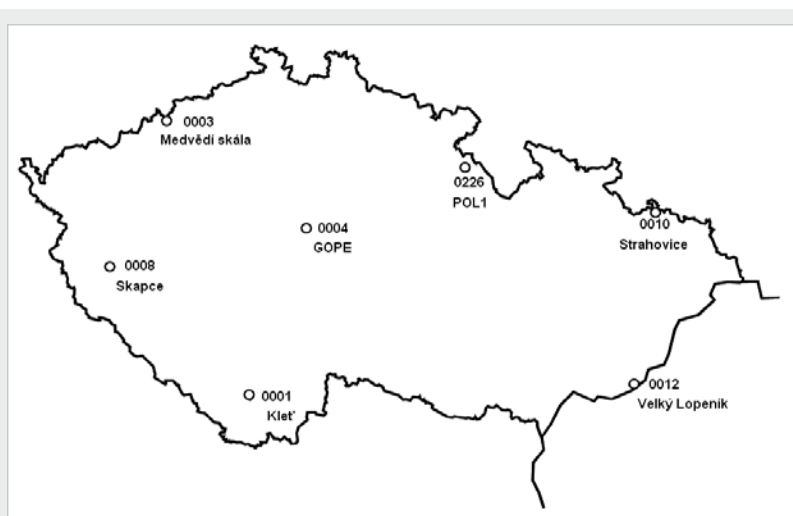 0003
Medvědí skála
0226
POL1
0010
Strahovice
0004
GOPE
0008
Skapce
0012
Velký Lopeník
0001
Kleť